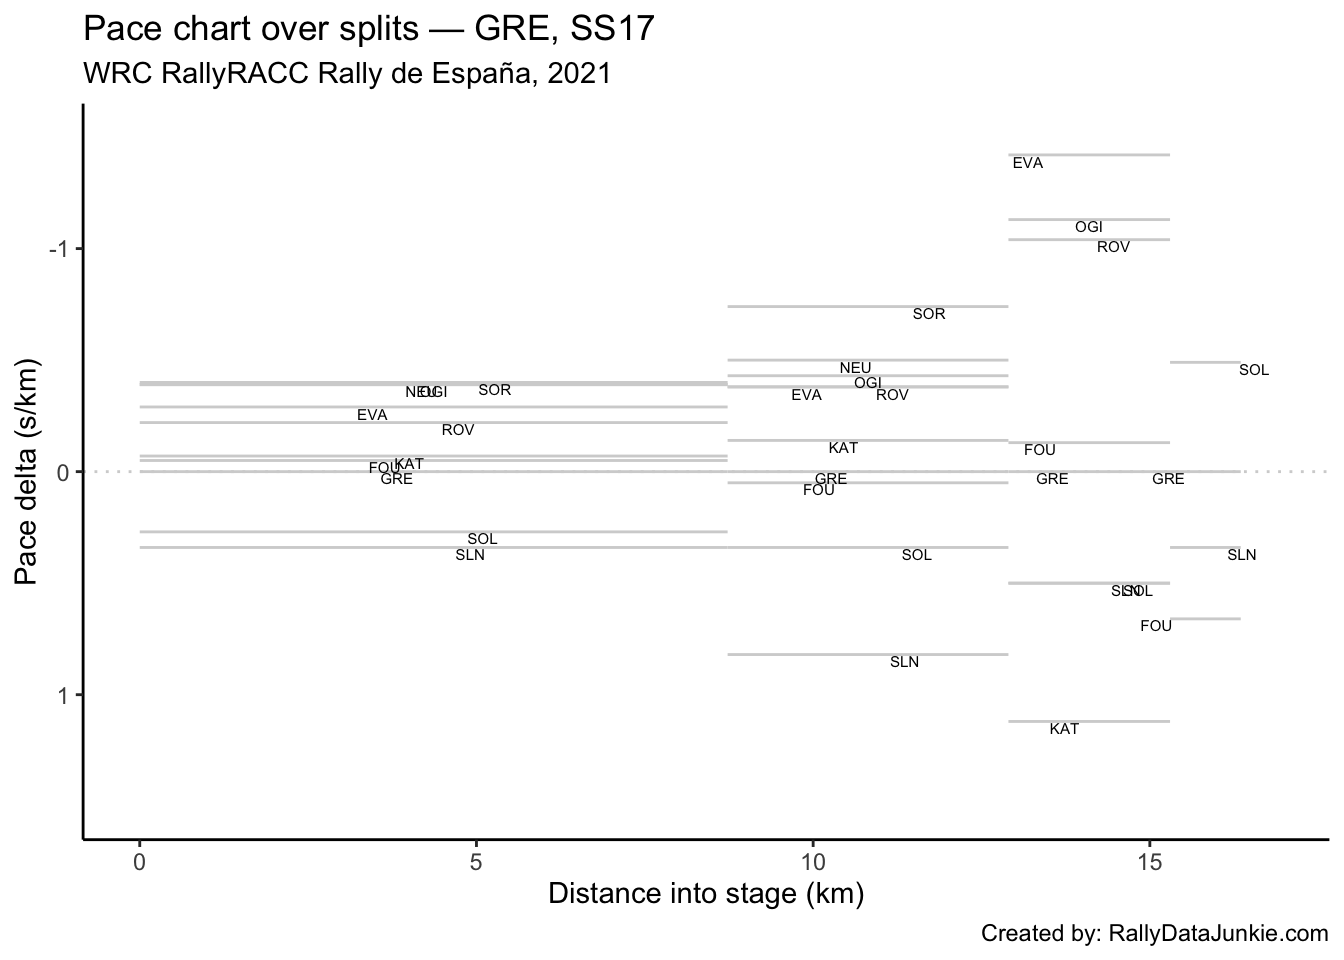 Pace chart over splits — GRE, SS17
WRC RallyRACC Rally de España, 2021
EVA
OGI
-1
ROV
SOR
NEU
SOL
OGI
NEU OGI SOR
EVA ROV
EVA
ROV
KAT
FOU
KAT
FOU
0
GRE
GRE
GRE
GRE
FOU
SOL
SLN
SOL
SLN
SLN SOL
FOU
SLN
1
KAT
Pace delta (s/km)
0
5
10
15
Distance into stage (km)
Created by: RallyDataJunkie.com